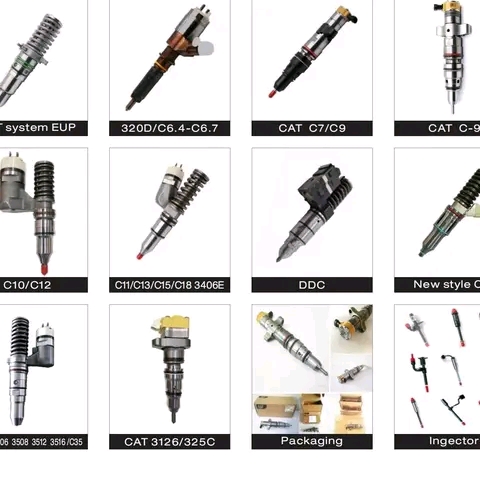 T system EUP
320D/C6.4-C6.7
CAT C7/C9
CAT C-9
C10/C12
C11/C13/C15/C18 3406E
DDC
New style C
06 3508 3512 3516/C35
CAT 3126/325C
Packaging
Ingector